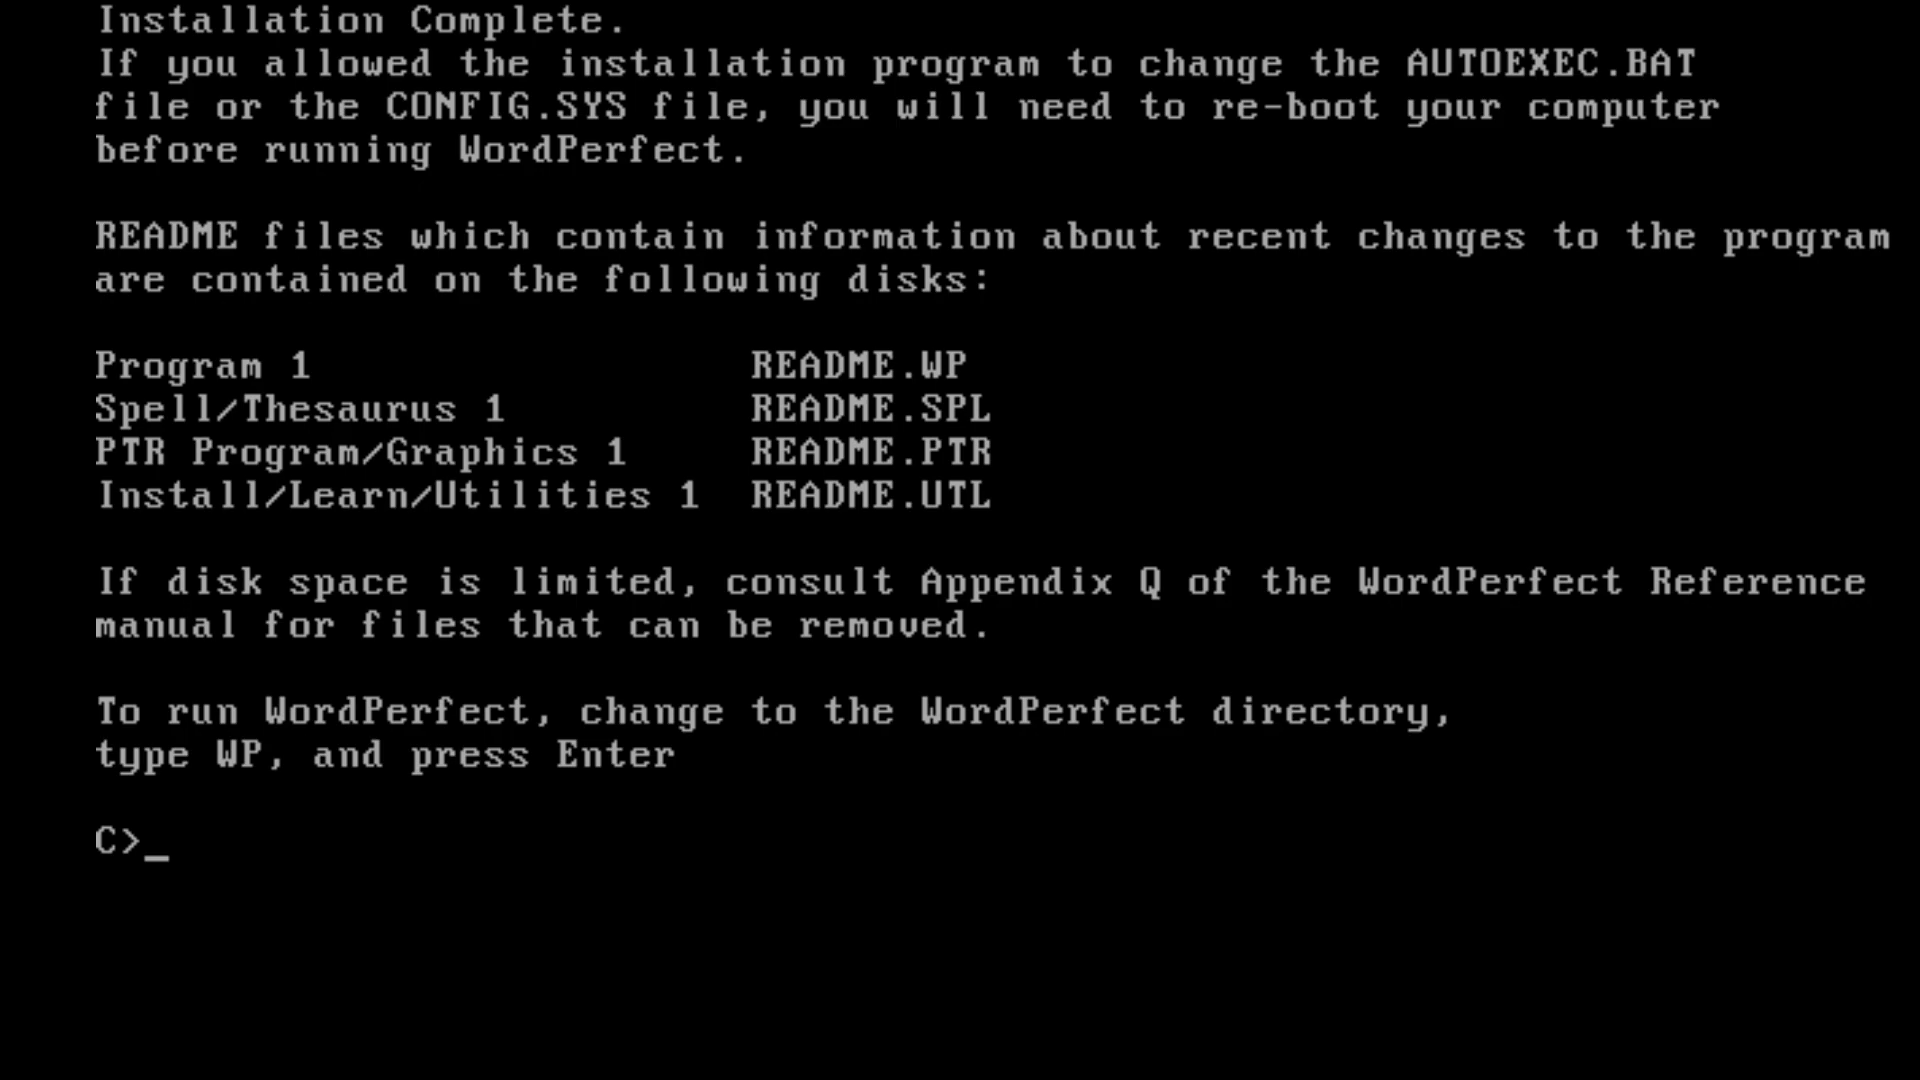 Installation Complete.
If you allowed the installation program to change the AUTOEXEC.BAT
file or the CONFIG.SYS file, you will need to re-boot your computer
before running WordPerfect.
README files which contain information about recent changes to the program
are contained on the following disks:
Program 1 README.WP
Spell/Thesaurus 1 README.SPL
PTR Program/Graphics 1 README.PTR
Install/Learn/Utilities 1 README.UTL
If disk space is limited, consult Appendix Q of the WordPerfect Reference
manual for files that can be removed.
To run WordPerfect, change to the WordPerfect directory,
type WP, and press Enter
C>_